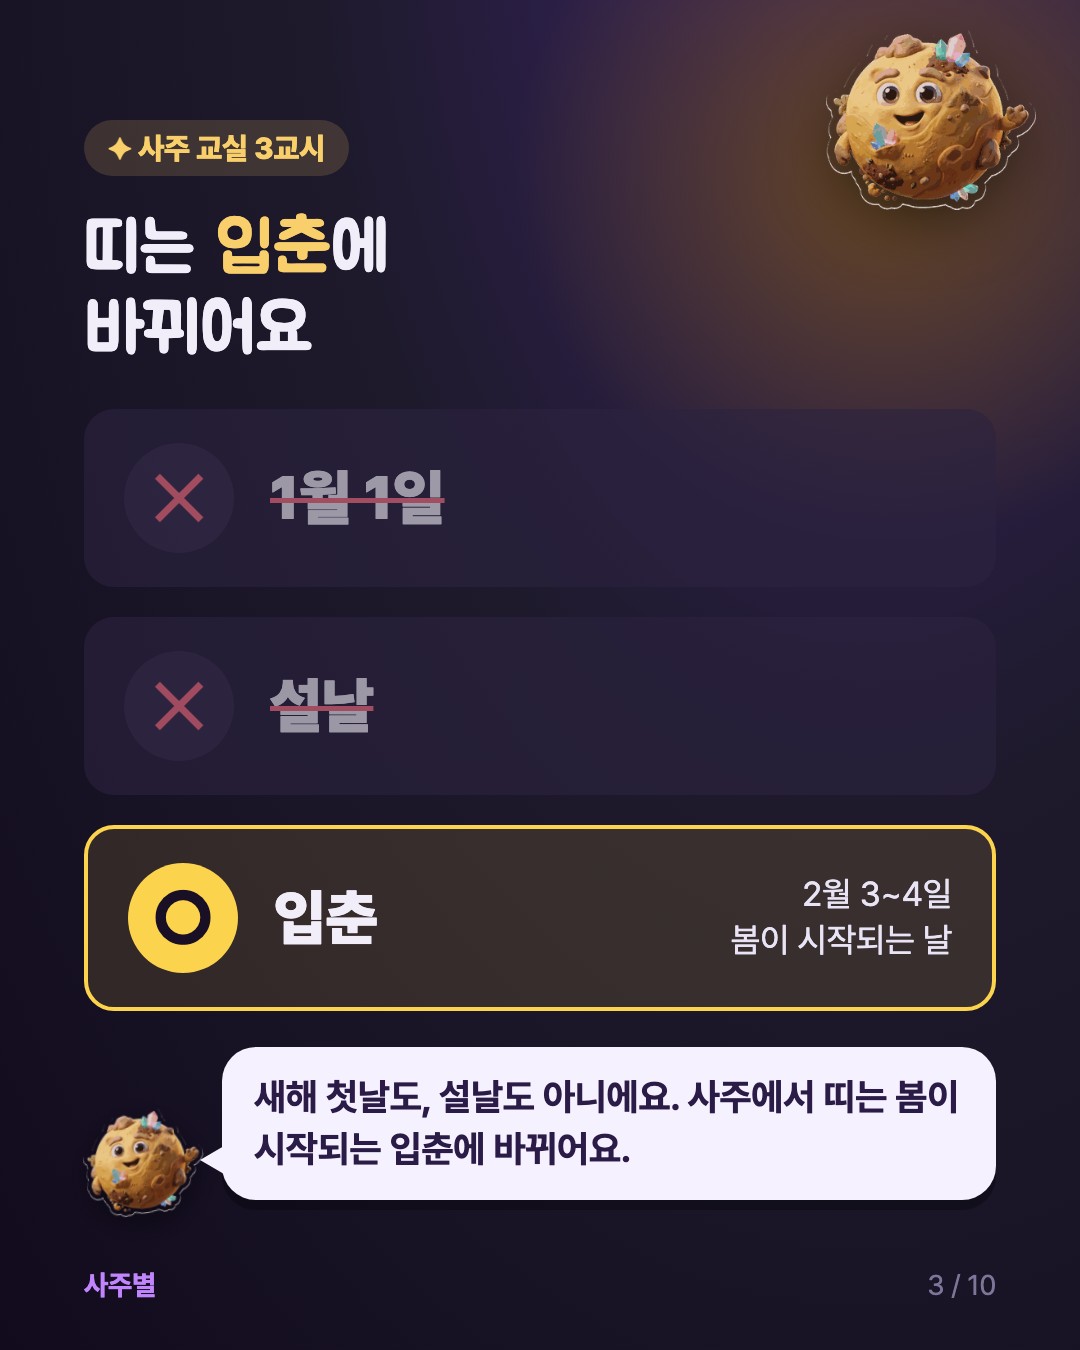 ✦ 사주 교실 3교시
띠는 입춘에
바뀌어요
1월 1일
설날
입춘
2월 3~4일
봄이 시작되는 날
새해 첫날도, 설날도 아니에요. 사주에서 띠는 봄이
시작되는 입춘에 바뀌어요.
사주별
3 / 10